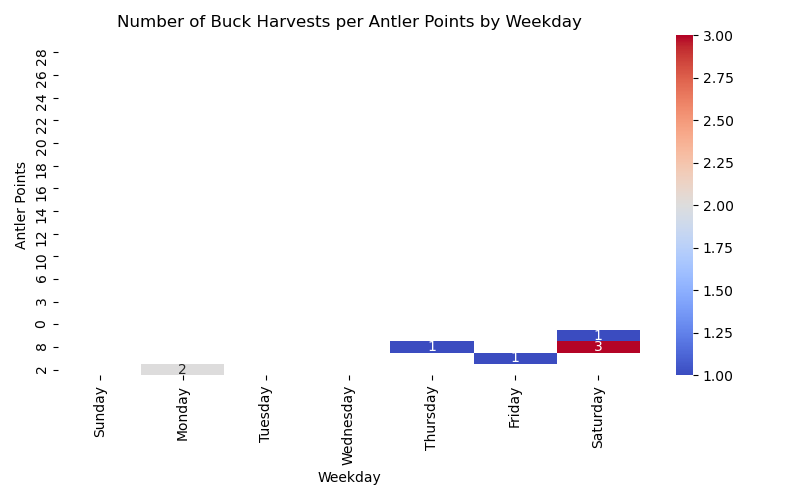 Number of Buck Harvests per Antler Points by Weekday
Antler Points
28
26
24
22
20
18
16
14
12
10
6
3
0
8
2
1
1
3
1
2
Sunday
Monday
Tuesday
Wednesday
Thursday
Friday
Saturday
Weekday
3.00
2.75
2.50
2.25
2.00
1.75
1.50
1.25
1.00